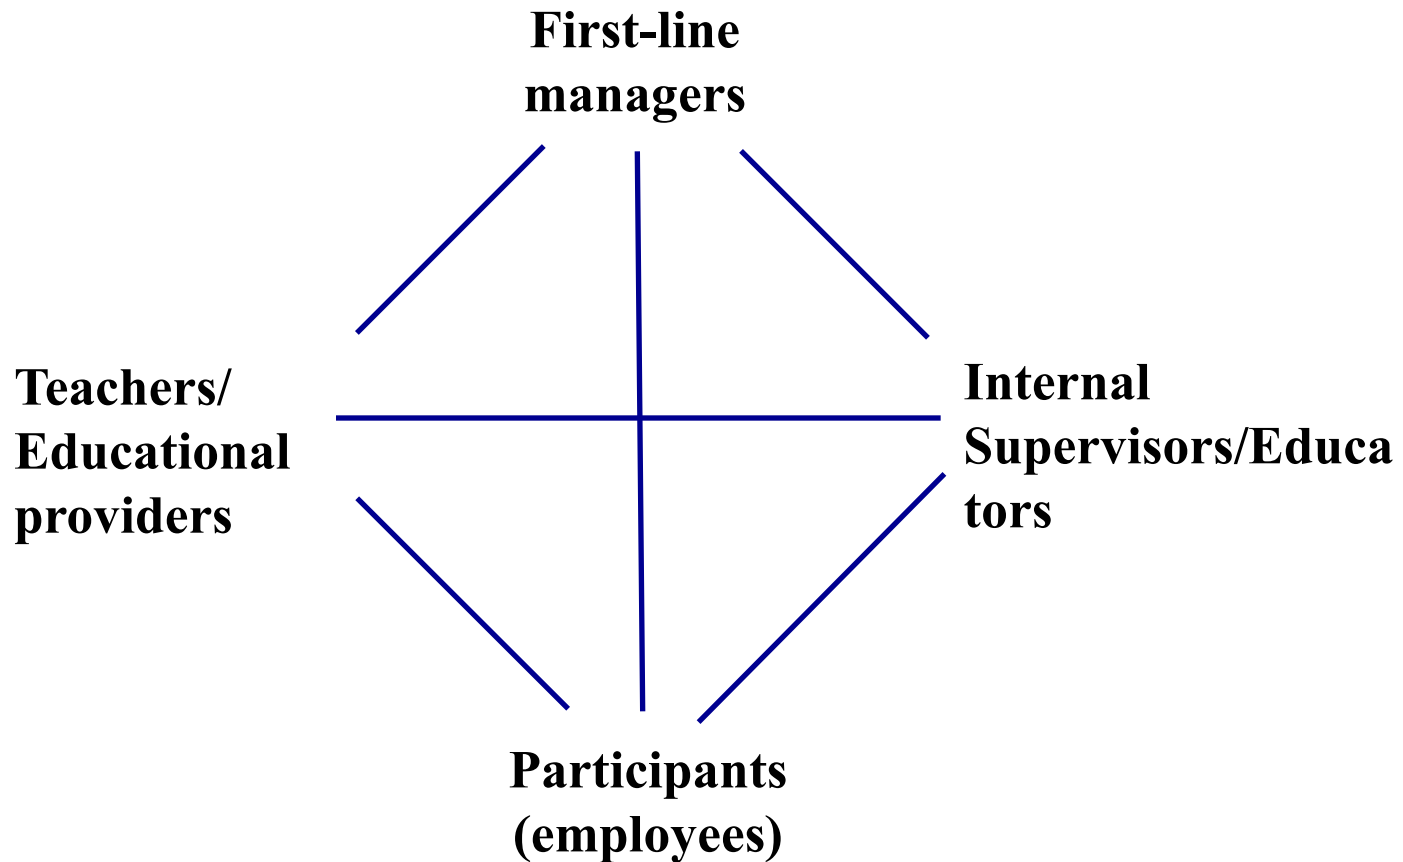 First-line
managers
Teachers/
Educational
providers
Internal
Supervisors/Educa
tors
Participants
(employees)